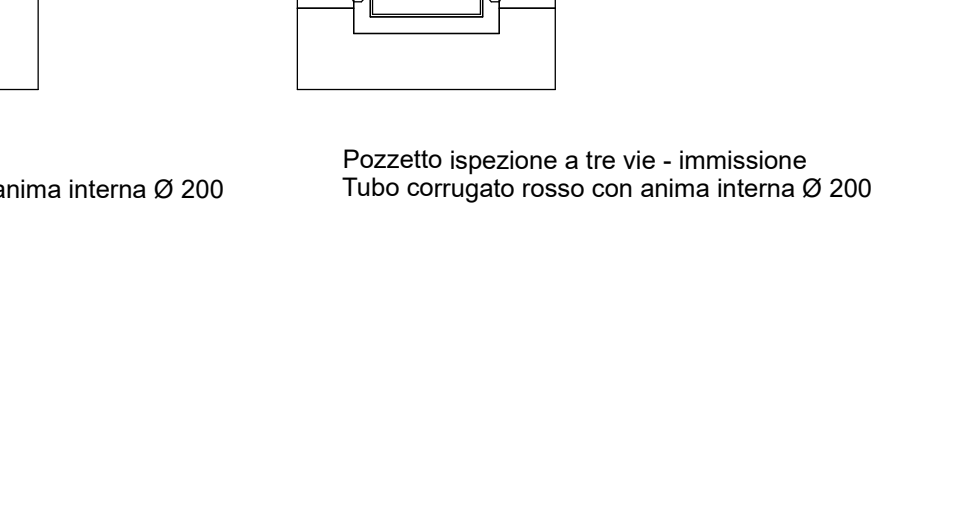 anima interna Ø 200
Pozzetto ispezione a tre vie - immissione
Tubo corrugato rosso con anima interna Ø 200